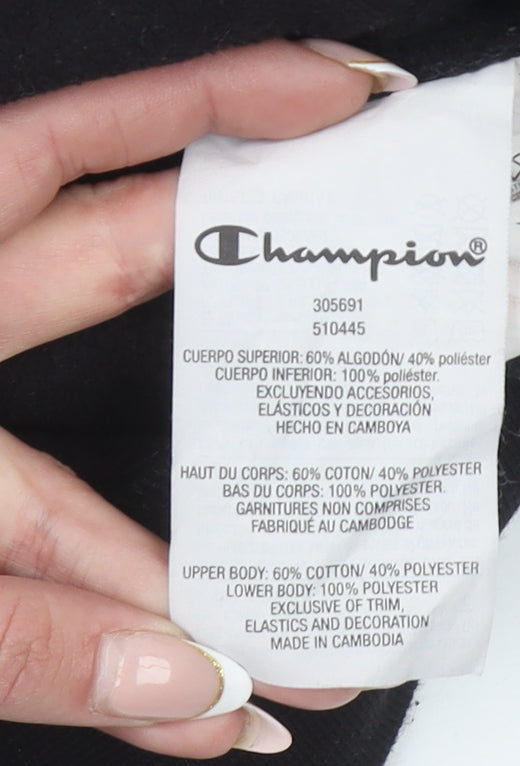 Champion®
305691
510445
CUERPO SUPERIOR: 60% ALGODÓN/ 40% poliéster
CUERPO INFERIOR: 100% poliéster.
EXCLUYENDO ACCESORIOS,
ELÁSTICOS Y DECORACIÓN
HECHO EN CAMBOYA
HAUT DU CORPS: 60% COTON/ 40% POLYESTER
BAS DU CORPS: 100% POLYESTER.
GARNITURES NON COMPRISES
FABRIQUÉ AU CAMBODGE
UPPER BODY: 60% COTTON/ 40% POLYESTER
LOWER BODY: 100% POLYESTER
EXCLUSIVE OF TRIM,
ELASTICS AND DECORATION
MADE IN CAMBODIA